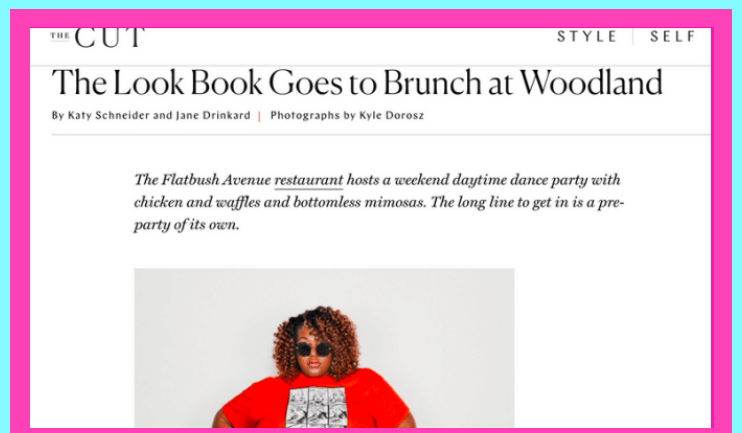 THE CUT
STYLE | SELF
The Look Book Goes to Brunch at Woodland
By Katy Schneider and Jane Drinkard | Photographs by Kyle Dorosz
The Flatbush Avenue restaurant hosts a weekend daytime dance party with
chicken and waffles and bottomless mimosas. The long line to get in is a pre-
party of its own.